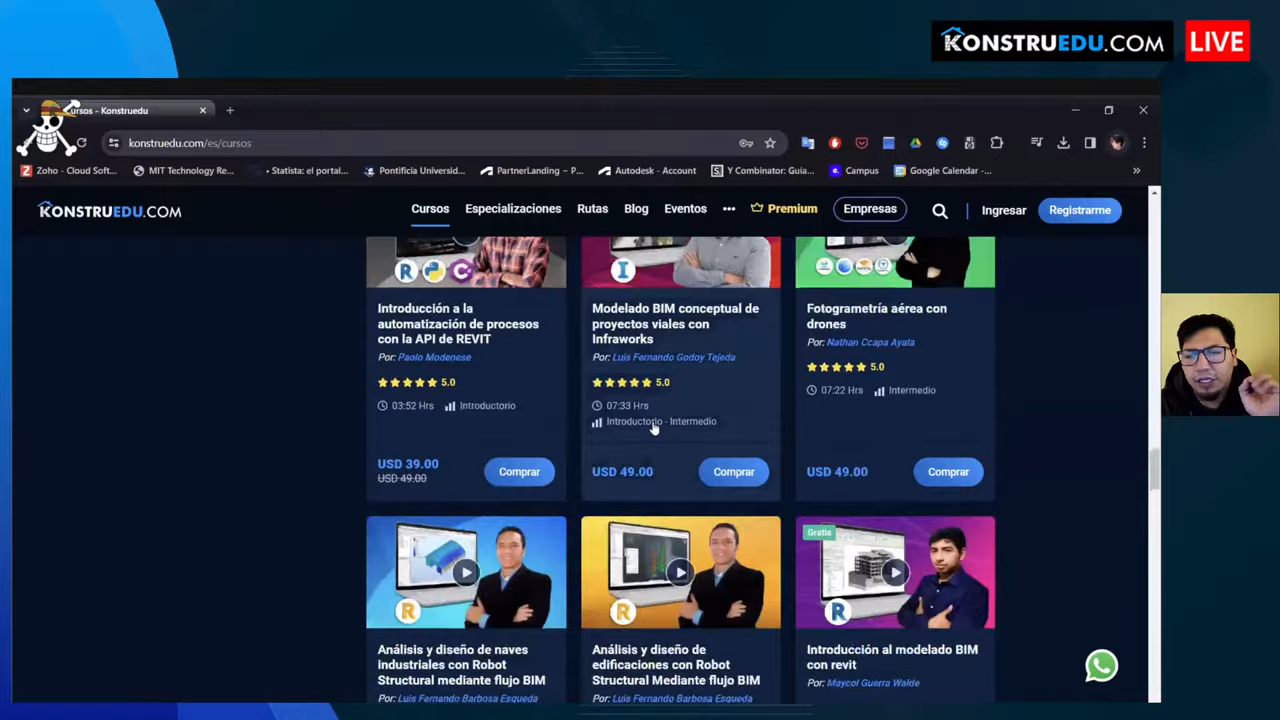 KONSTRUEDU.COM LIVE
Cursos - Konstruedu
konstruedu.com/es/cursos
Zoho - Cloud Soft... MIT Technology Re... • Statista: el portal... Pontificia Universid... PartnerLanding – P... Autodesk - Account Y Combinator: Guía... Campus Google Calendar -...
KONSTRUEDU.COM Cursos Especializaciones Rutas Blog Eventos ••• Premium Empresas Ingresar Registrarme
Introducción a la
automatización de procesos
con la API de REVIT
Por: Paolo Modenese
5.0
03:52 Hrs Introductorio
USD 39.00
USD 49.00
Comprar
Modelado BIM conceptual de
proyectos viales con
Infraworks
Por: Luis Fernando Godoy Tejeda
5.0
07:33 Hrs
Introductorio - Intermedio
USD 49.00 Comprar
Fotogrametría aérea con
drones
Por: Nathan Ccapa Ayala
5.0
07:22 Hrs Intermedio
USD 49.00 Comprar
R
Análisis y diseño de naves
industriales con Robot
Structural mediante flujo BIM
Por: Luis Fernando Barbosa Esqueda
R
Análisis y diseño de
edificaciones con Robot
Structural Mediante flujo BIM
Por: Luis Fernando Barbosa Esqueda
Gratis
R
Introducción al modelado BIM
con revit
Por: Maycol Guerra Walde